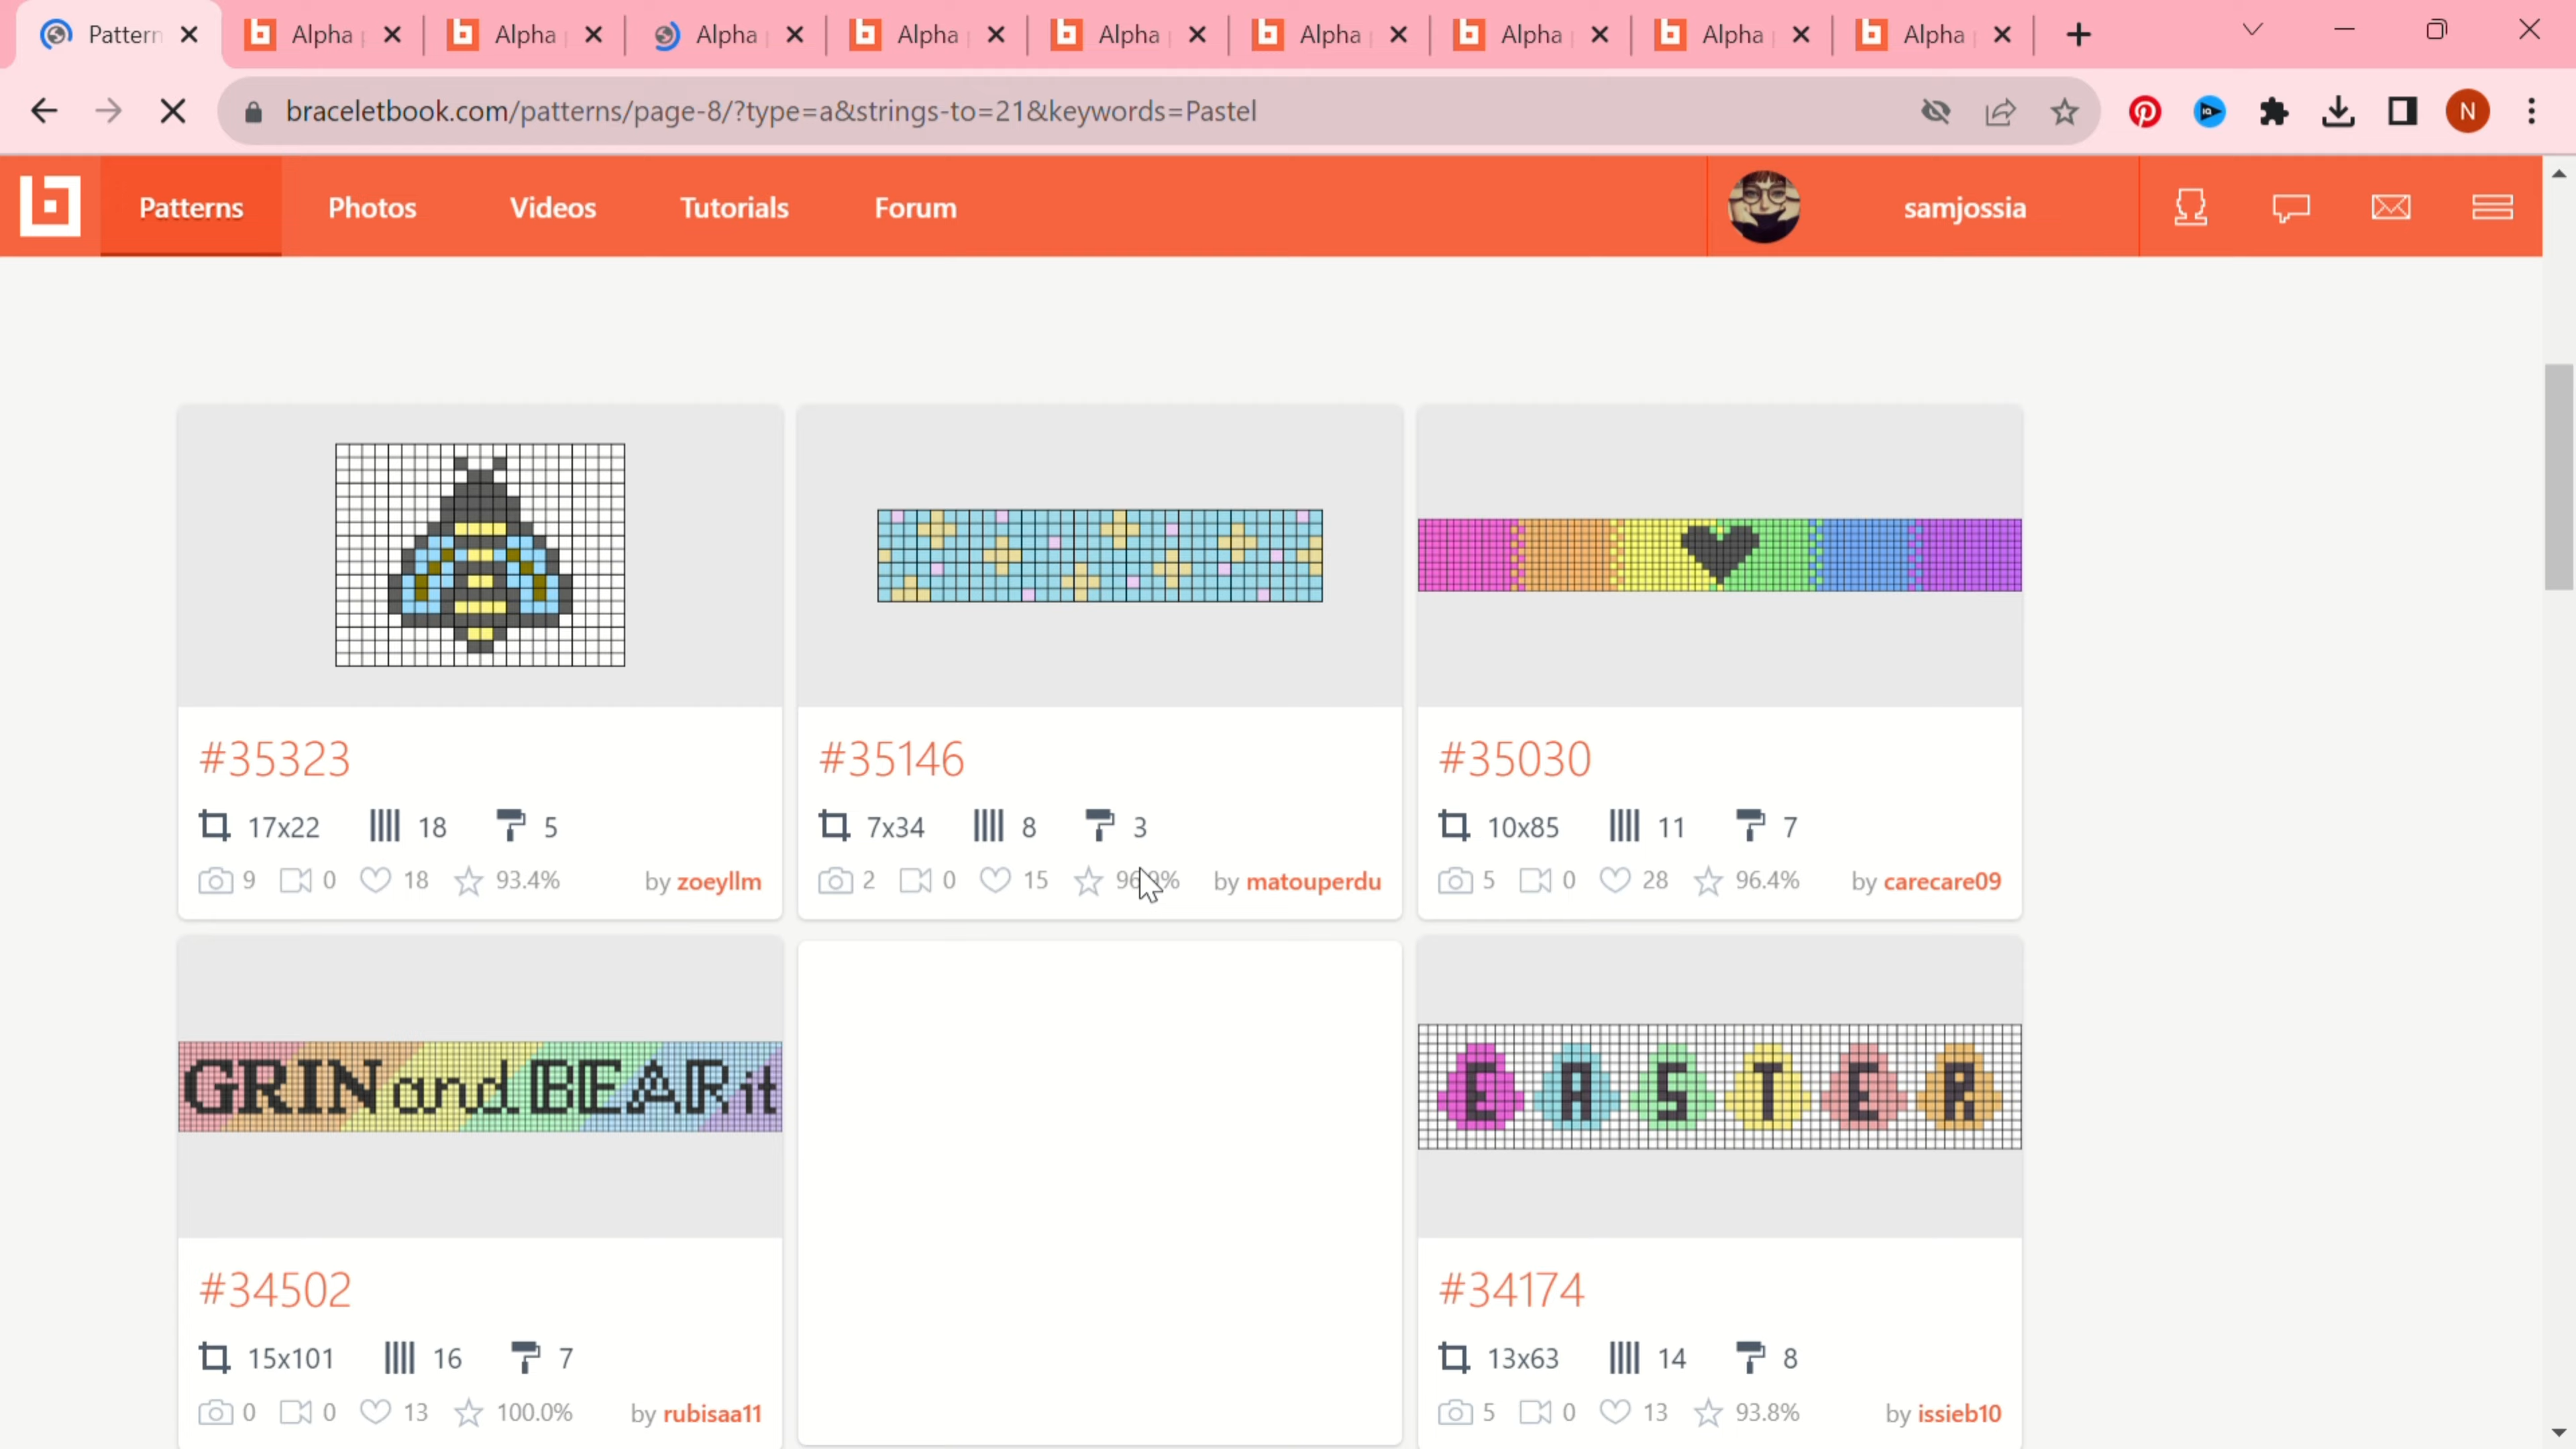 Pattern Alpha Alpha Alpha Alpha Alpha Alpha Alpha Alpha Alpha
braceletbook.com/patterns/page-8/?type=a&strings-to=21&keywords=Pastel N
Patterns Photos Videos Tutorials Forum samjossia
#35323 #35146 #35030
17x22 18 5 7x34 8 3 10x85 11 7
9 0 18 93.4% by zoeyllm 2 0 15 by matouperdu 5 0 28 96.4% by carecare09
GRIN and BEAR it EASTER
#34502 #34174
15x101 16 7 13x63 14 8
0 0 13 100.0% by rubisaa11 5 0 13 93.8% by issieb10